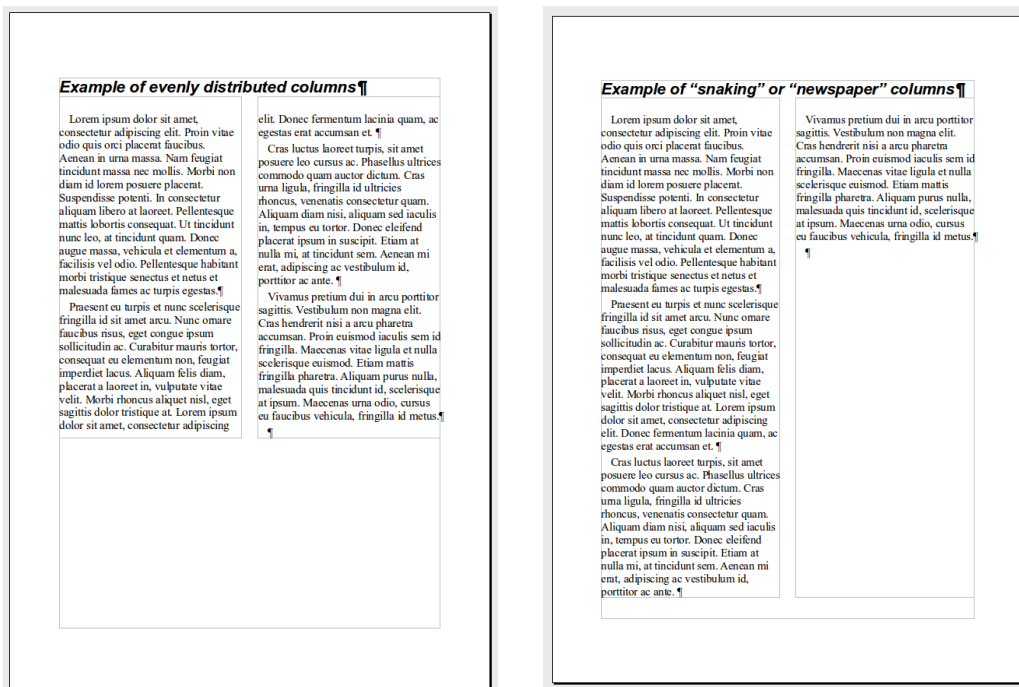 Example of evenly distributed columns¶
Lorem ipsum dolor sit amet,
consectetur adipiscing elit. Proin vitae
odio quis orci placerat faucibus.
Aenean in urna massa. Nam feugiat
tincidunt massa nec mollis. Morbi non
diam id lorem posuere placerat.
Suspendisse potenti. In consectetur
aliquam libero at laoreet. Pellentesque
mattis lobortis consequat. Ut tincidunt
nunc leo, at tincidunt quam. Donec
augue massa, vehicula et elementum a,
facilisis vel odio. Pellentesque habitant
morbi tristique senectus et netus et
malesuada fames ac turpis egestas.¶
Praesent eu turpis et nunc scelerisque
fringilla id sit amet arcu. Nunc ornare
faucibus risus, eget congue ipsum
sollicitudin ac. Curabitur mauris tortor,
consequat eu elementum non, feugiat
imperdiet lacus. Aliquam felis diam,
placerat a laoreet in, vulputate vitae
velit. Morbi rhoncus aliquet nisl, eget
sagittis dolor tristique at. Lorem ipsum
dolor sit amet, consectetur adipiscing
elit. Donec fermentum lacinia quam, ac
egestas erat accumsan et. ¶
Cras luctus laoreet turpis, sit amet
posuere leo cursus ac. Phasellus ultrices
commodo quam auctor dictum. Cras
urna ligula, fringilla id ultricies
rhoncus, venenatis consectetur quam.
Aliquam diam nisi, aliquam sed iaculis
in, tempus eu tortor. Donec eleifend
placerat ipsum in suscipit. Etiam at
nulla mi, at tincidunt sem. Aenean mi
erat, adipiscing ac vestibulum id,
porttitor ac ante. ¶
Vivamus pretium dui in arcu porttitor
sagittis. Vestibulum non magna elit.
Cras hendrerit nisi a arcu pharetra
accumsan. Proin euismod iaculis sem id
fringilla. Maecenas vitae ligula et nulla
scelerisque euismod. Etiam mattis
fringilla pharetra. Aliquam purus nulla,
malesuada quis tincidunt id, scelerisque
at ipsum. Maecenas urna odio, cursus
eu faucibus vehicula, fringilla id metus.¶
¶
Example of “snaking” or “newspaper” columns¶
Lorem ipsum dolor sit amet,
consectetur adipiscing elit. Proin vitae
odio quis orci placerat faucibus.
Aenean in urna massa. Nam feugiat
tincidunt massa nec mollis. Morbi non
diam id lorem posuere placerat.
Suspendisse potenti. In consectetur
aliquam libero at laoreet. Pellentesque
mattis lobortis consequat. Ut tincidunt
nunc leo, at tincidunt quam. Donec
augue massa, vehicula et elementum a,
facilisis vel odio. Pellentesque habitant
morbi tristique senectus et netus et
malesuada fames ac turpis egestas.¶
Praesent eu turpis et nunc scelerisque
fringilla id sit amet arcu. Nunc ornare
faucibus risus, eget congue ipsum
sollicitudin ac. Curabitur mauris tortor,
consequat eu elementum non, feugiat
imperdiet lacus. Aliquam felis diam,
placerat a laoreet in, vulputate vitae
velit. Morbi rhoncus aliquet nisl, eget
sagittis dolor tristique at. Lorem ipsum
dolor sit amet, consectetur adipiscing
elit. Donec fermentum lacinia quam, ac
egestas erat accumsan et. ¶
Cras luctus laoreet turpis, sit amet
posuere leo cursus ac. Phasellus ultrices
commodo quam auctor dictum. Cras
urna ligula, fringilla id ultricies
rhoncus, venenatis consectetur quam.
Aliquam diam nisi, aliquam sed iaculis
in, tempus eu tortor. Donec eleifend
placerat ipsum in suscipit. Etiam at
nulla mi, at tincidunt sem. Aenean mi
erat, adipiscing ac vestibulum id,
porttitor ac ante. ¶
Vivamus pretium dui in arcu porttitor
sagittis. Vestibulum non magna elit.
Cras hendrerit nisi a arcu pharetra
accumsan. Proin euismod iaculis sem id
fringilla. Maecenas vitae ligula et nulla
scelerisque euismod. Etiam mattis
fringilla pharetra. Aliquam purus nulla,
malesuada quis tincidunt id, scelerisque
at ipsum. Maecenas urna odio, cursus
eu faucibus vehicula, fringilla id metus.¶
¶